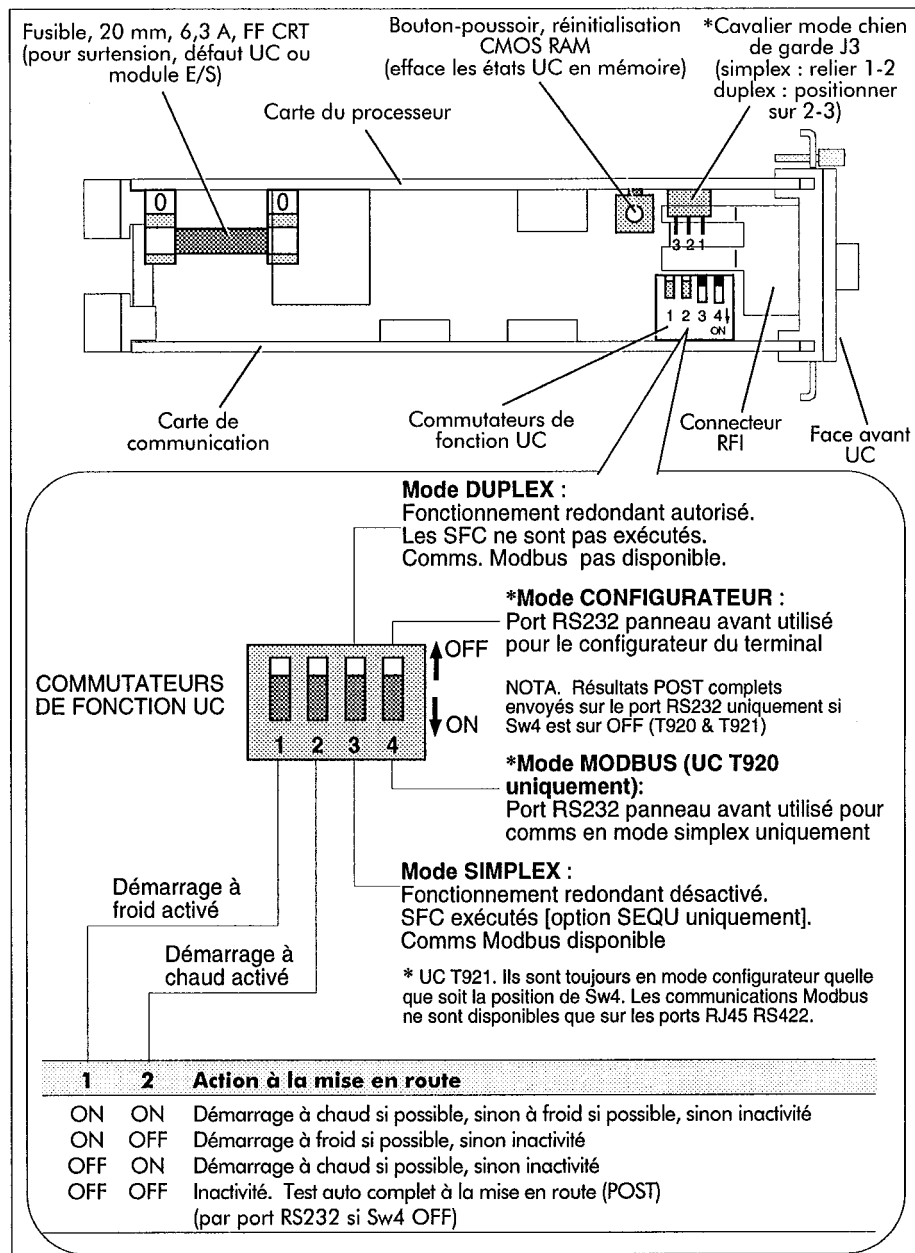 Fusible, 20 mm, 6,3 A, FF CRT
(pour surtension, défaut UC ou
module E/S)
Bouton-poussoir, réinitialisation
CMOS RAM
(efface les états UC en mémoire)
*Cavalier mode chien
de garde J3
(simplex : relier 1-2
duplex : positionner
sur 2-3)
Carte du processeur
0 0
3 2 1
1 2 3 4
ON
Carte de
communication
Commutateurs de
fonction UC
Connecteur
RFI
Face avant
UC
Mode DUPLEX :
Fonctionnement redondant autorisé.
Les SFC ne sont pas exécutés.
Comms. Modbus pas disponible.
*Mode CONFIGURATEUR :
Port RS232 panneau avant utilisé
pour le configurateur du terminal
OFF
NOTA. Résultats POST complets
envoyés sur le port RS232 uniquement si
Sw4 est sur OFF (T920 & T921)
COMMUTATEURS
DE FONCTION UC
ON
1 2 3 4
*Mode MODBUS (UC T920
uniquement):
Port RS232 panneau avant utilisé pour
comms en mode simplex uniquement
Mode SIMPLEX :
Fonctionnement redondant désactivé.
SFC exécutés [option SEQU uniquement].
Comms Modbus disponible
Démarrage à
froid activé
Démarrage à
chaud activé
* UC T921. Ils sont toujours en mode configurateur quelle
que soit la position de Sw4. Les communications Modbus
ne sont disponibles que sur les ports RJ45 RS422.
1 2 Action à la mise en route
ON ON Démarrage à chaud si possible, sinon à froid si possible, sinon inactivité
ON OFF Démarrage à froid si possible, sinon inactivité
OFF ON Démarrage à chaud si possible, sinon inactivité
OFF OFF Inactivité. Test auto complet à la mise en route (POST)
(par port RS232 si Sw4 OFF)